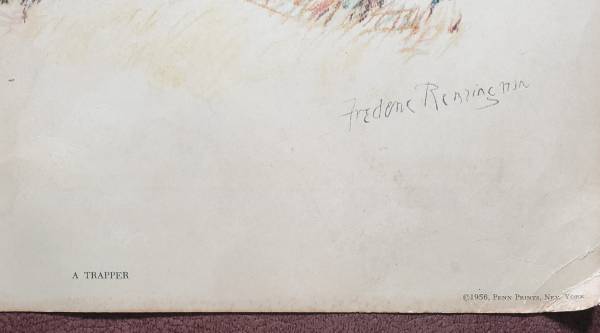 Frederic Remington
A TRAPPER
©1956, PENN PRINTS, NEW YORK